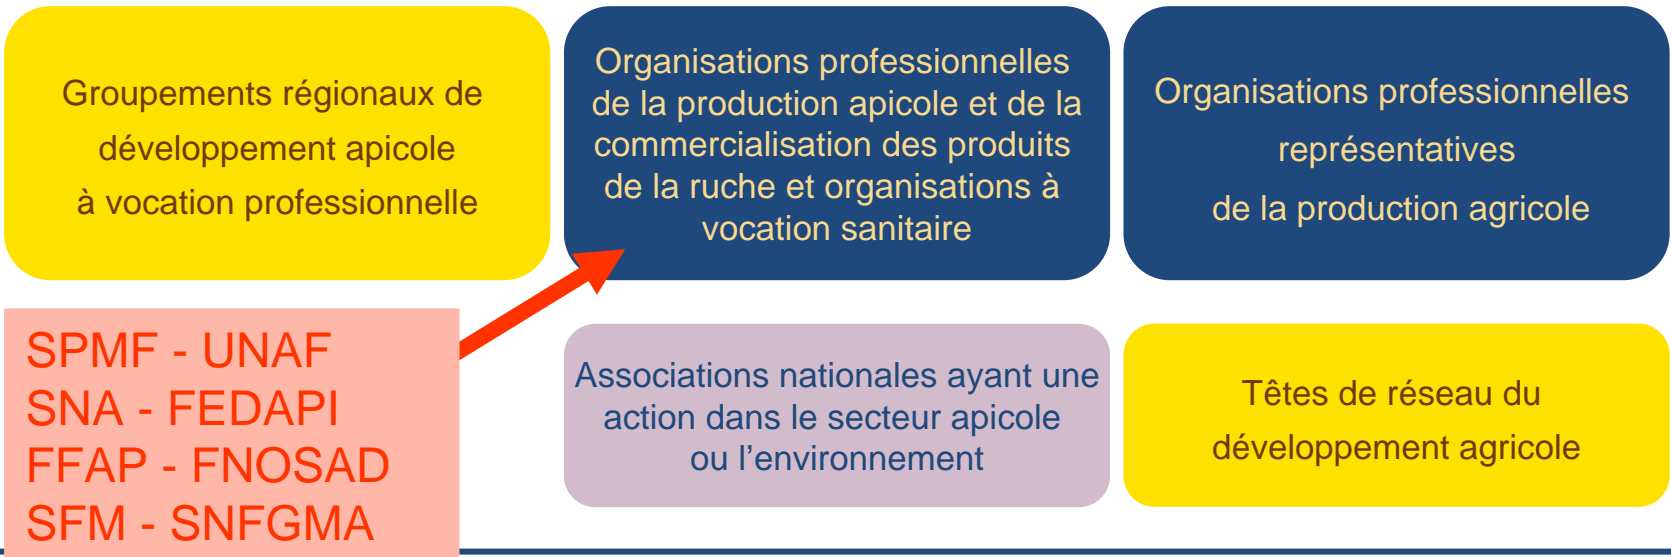 Groupements régionaux de
développement apicole
à vocation professionnelle
Organisations professionnelles
de la production apicole et de la
commercialisation des produits
de la ruche et organisations à
vocation sanitaire
Organisations professionnelles
représentatives
de la production agricole
SPMF - UNAF
SNA - FEDAPI
FFAP - FNOSAD
SFM - SNFGMA
Associations nationales ayant une
action dans le secteur apicole
ou l’environnement
Têtes de réseau du
développement agricole